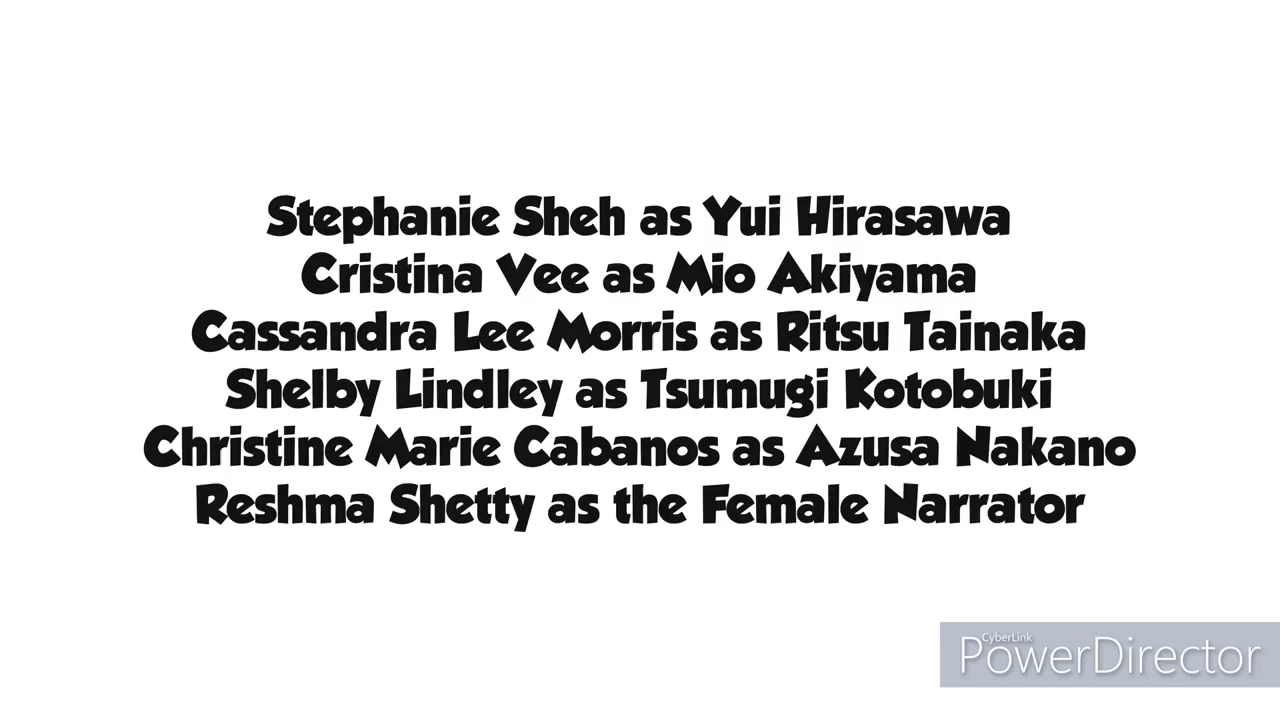 Stephanie Sheh as Yui Hirasawa
Cristina Vee as Mio Akiyama
Cassandra Lee Morris as Ritsu Tainaka
Shelby Lindley as Tsumugi Kotobuki
Christine Marie Cabanos as Azusa Nakano
Reshma Shetty as the Female Narrator
CyberLink
PowerDirector